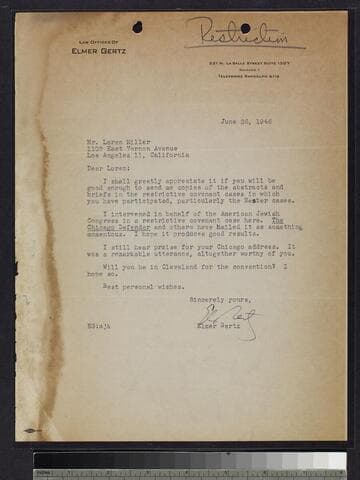 Restriction
LAW OFFICES OF
ELMER GERTZ
231 N. LA SALLE STREET SUITE 1327
CHICAGO 1
TELEPHONE RANDOLPH
June 26, 1946
Mr. Loren Miller
1105 East Vernon Avenue
Los Angeles 11, California
Dear Loren:
I shall greatly appreciate it if you will be
good enough to send me copies of the abstracts and
briefs in the restrictive covenant cases in which
you have participated, particularly the cases.
I intervened in behalf of the American Jewish
Congress in a restrictive covenant case here. The
Chicago Defender and others have hailed it as something
momentous. I hope it produces good results.
I still hear praise for your Chicago address. It
was a remarkable utterance, altogether worthy of you.
Will you be in Cleveland for the convention? I
hope so.
Best personal wishes.
Sincerely yours,
El Gertz
EG:ajk
Elmer Gertz